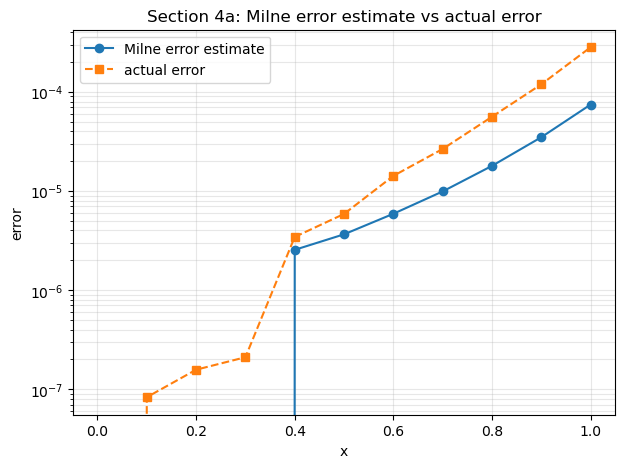 Section 4a: Milne error estimate vs actual error
Milne error estimate
actual error
10⁻⁴
10⁻⁵
10⁻⁶
10⁻⁷
error
0.0 0.2 0.4 0.6 0.8 1.0
x